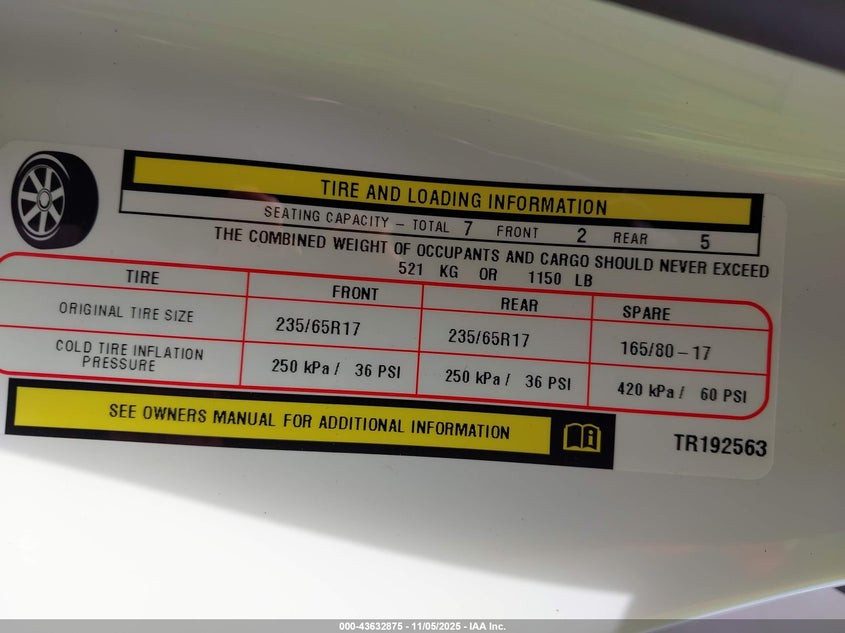 TIRE AND LOADING INFORMATION
SEATING CAPACITY – TOTAL 7 FRONT 2 REAR 5
THE COMBINED WEIGHT OF OCCUPANTS AND CARGO SHOULD NEVER EXCEED
521 KG OR 1150 LB
TIRE FRONT REAR SPARE
ORIGINAL TIRE SIZE 235/65R17 235/65R17 165/80–17
COLD TIRE INFLATION
PRESSURE 250 kPa / 36 PSI 250 kPa / 36 PSI 420 kPa / 60 PSI
SEE OWNERS MANUAL FOR ADDITIONAL INFORMATION
TR192563
000-43632875 - 11/05/2025 - IAA Inc.